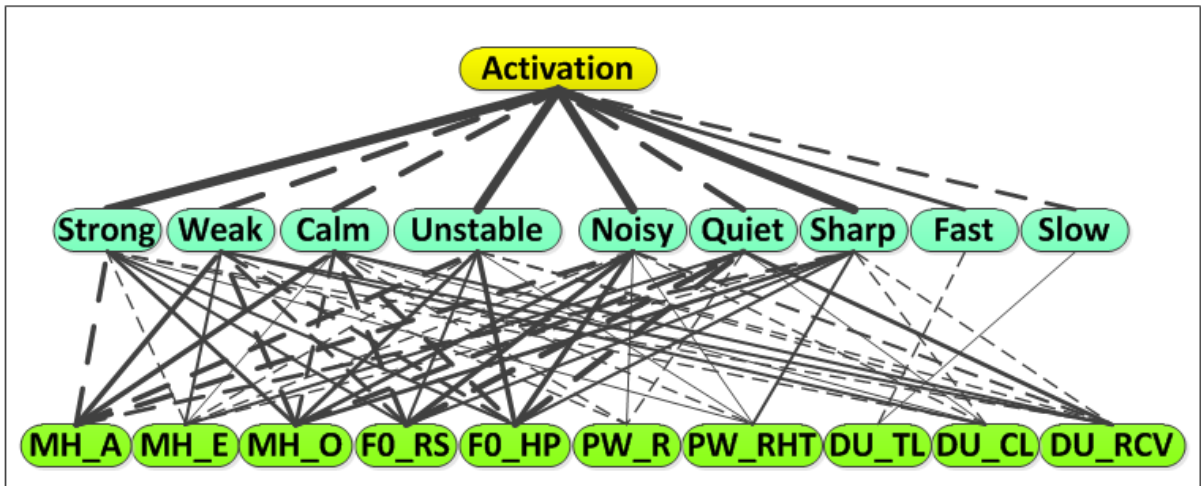 Activation
Strong Weak Calm Unstable Noisy Quiet Sharp Fast Slow
MH_A MH_E MH_O F0_RS F0_HP PW_R PW_RHT DU_TL DU_CL DU_RCV